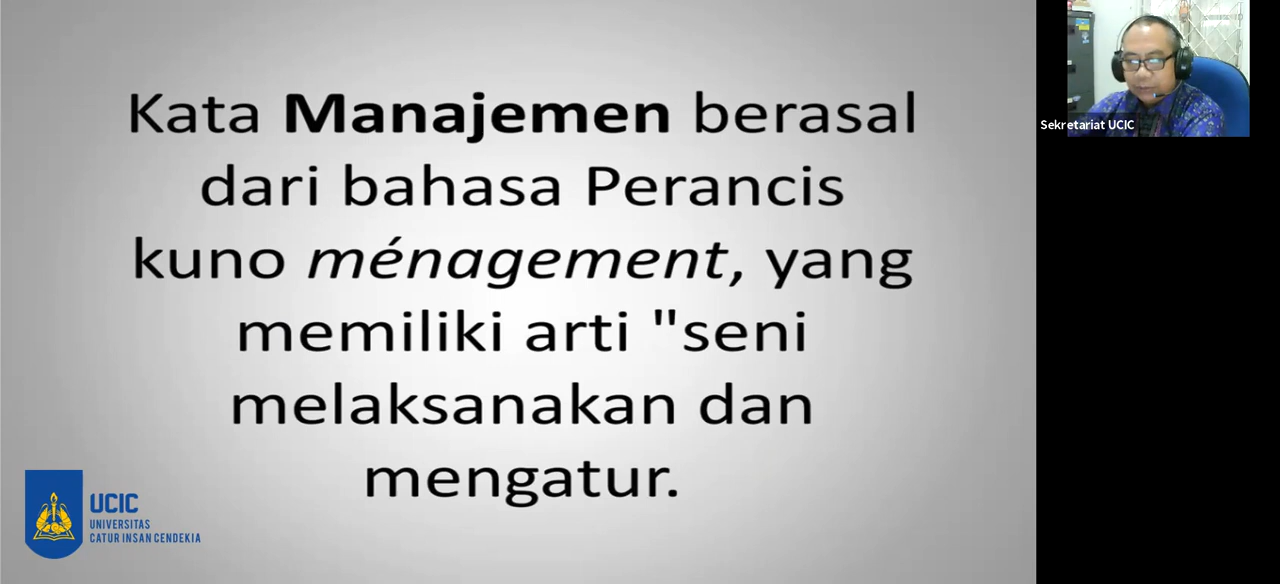 Kata Manajemen berasal
dari bahasa Perancis
kuno ménagement, yang
memiliki arti "seni
melaksanakan dan
mengatur.
UCIC
UNIVERSITAS
CATUR INSAN CENDEKIA
Sekretariat UCIC